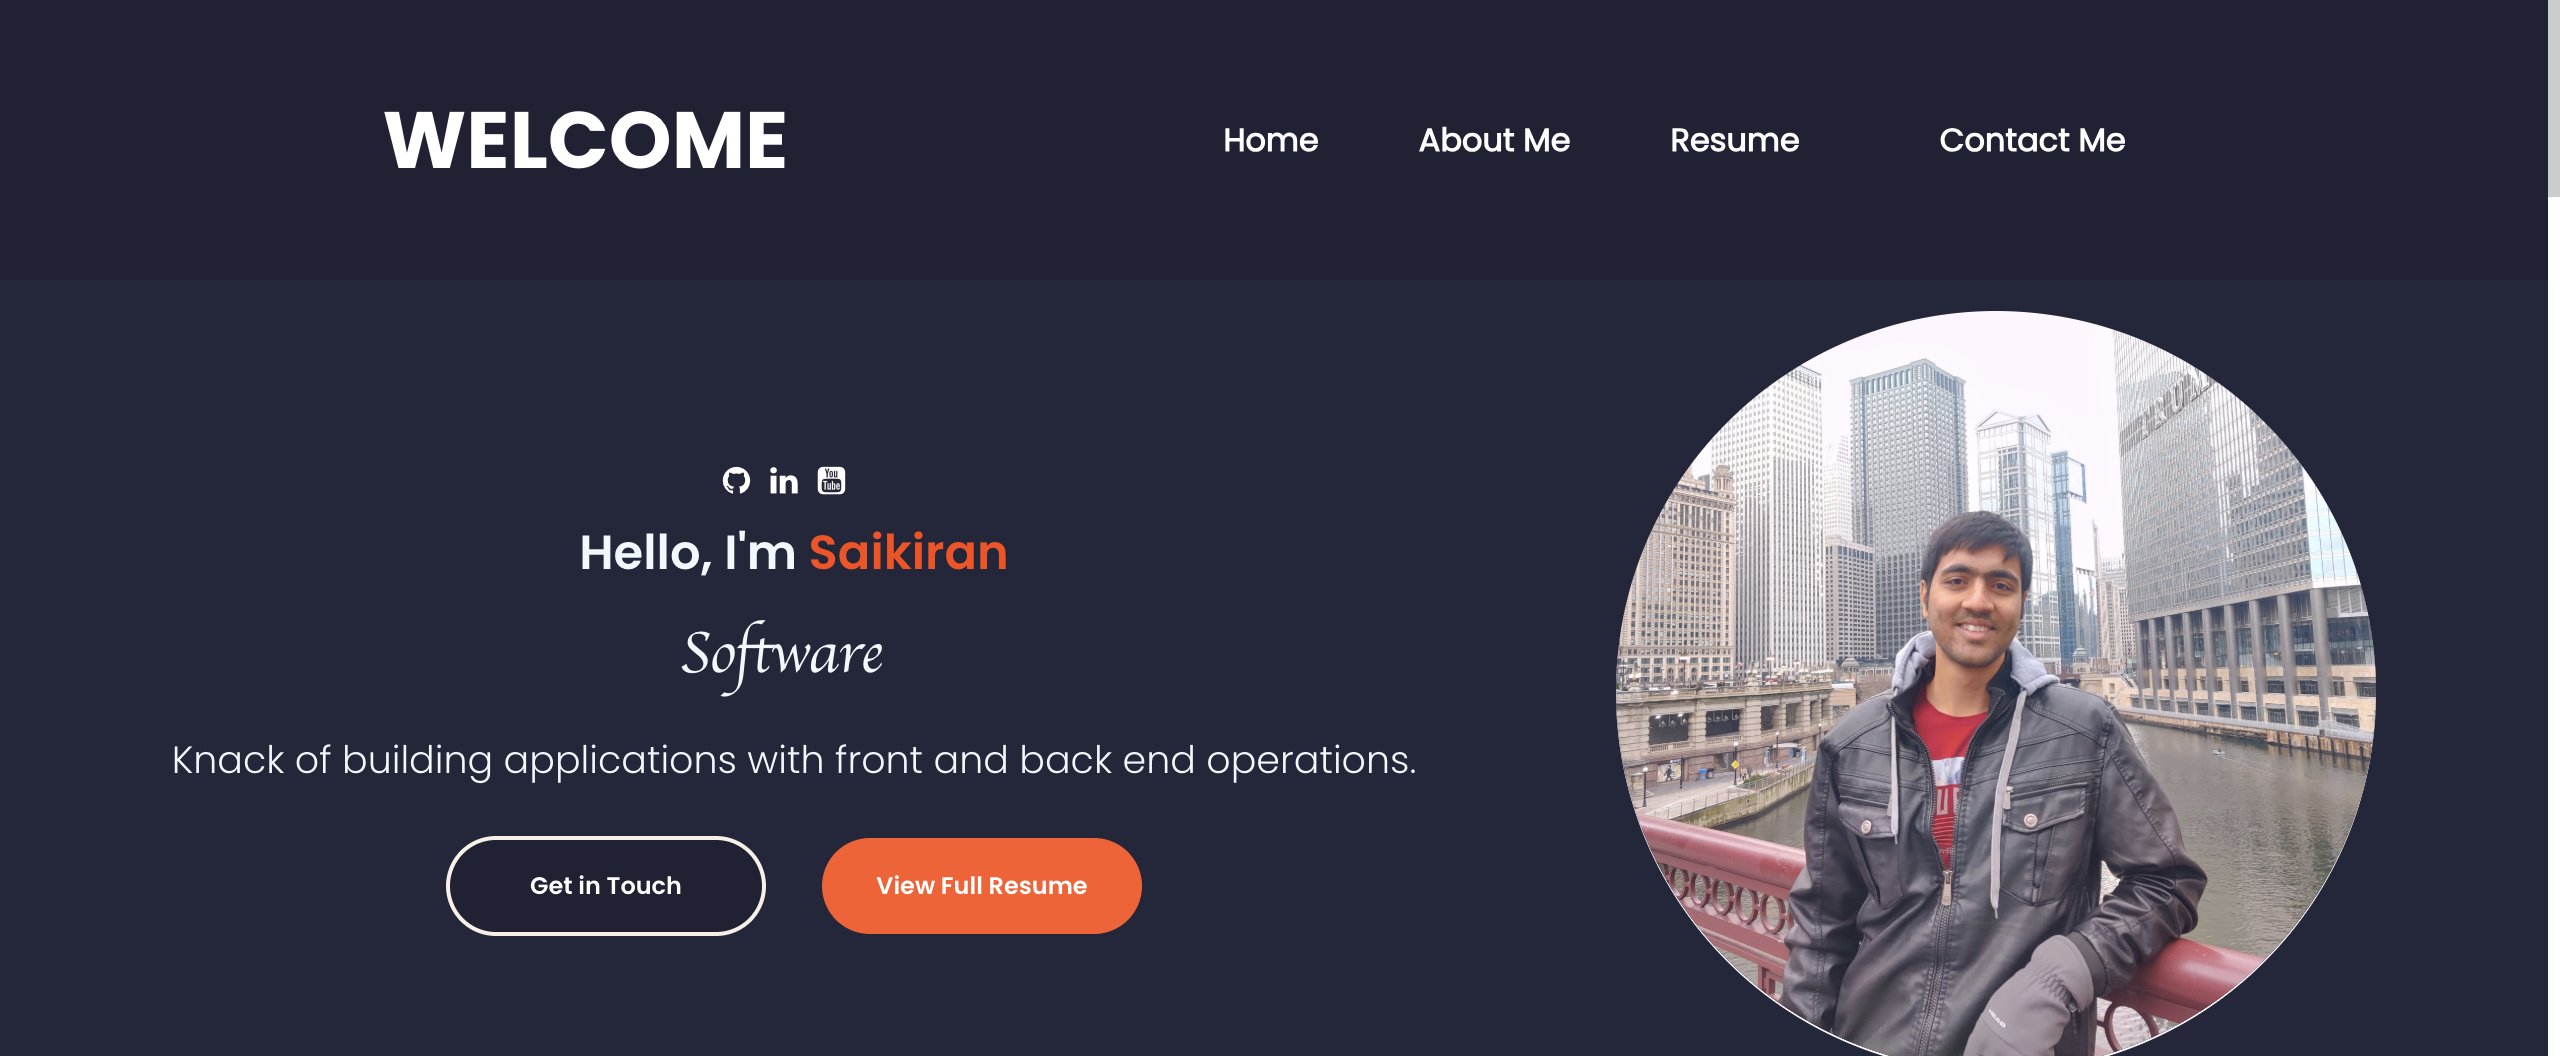 WELCOME
Home About Me Resume Contact Me
in You Tube
Hello, I'm Saikiran
Software
Knack of building applications with front and back end operations.
Get in Touch View Full Resume
HEAD